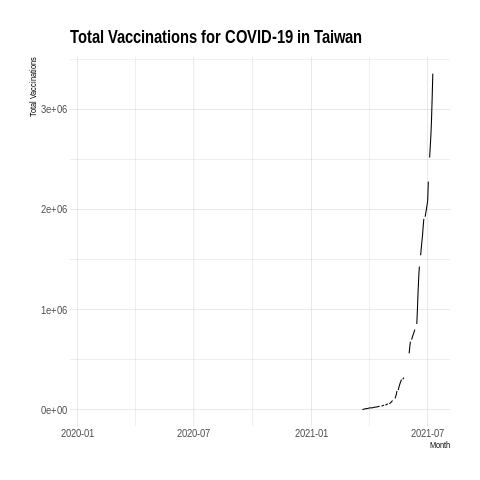 Total Vaccinations for COVID-19 in Taiwan
Total Vaccinations
3e+06
2e+06
1e+06
0e+00
2020-01 2020-07 2021-01 2021-07
Month